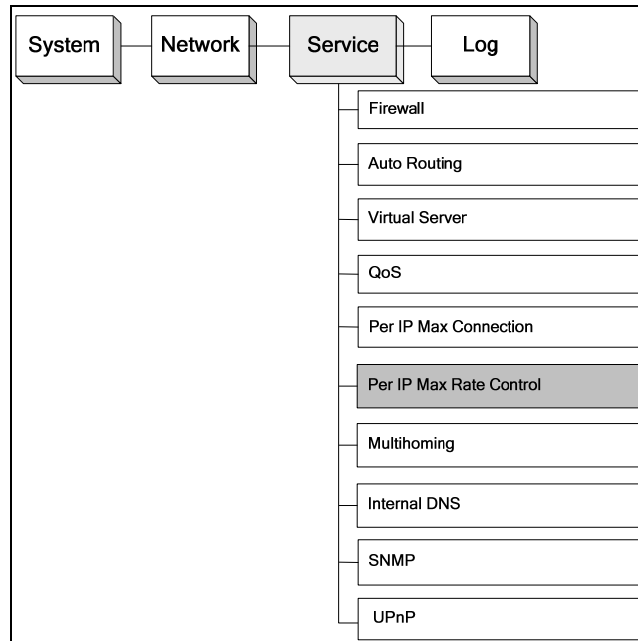 System Network Service Log
Firewall
Auto Routing
Virtual Server
QoS
Per IP Max Connection
Per IP Max Rate Control
Multihoming
Internal DNS
SNMP
UPnP